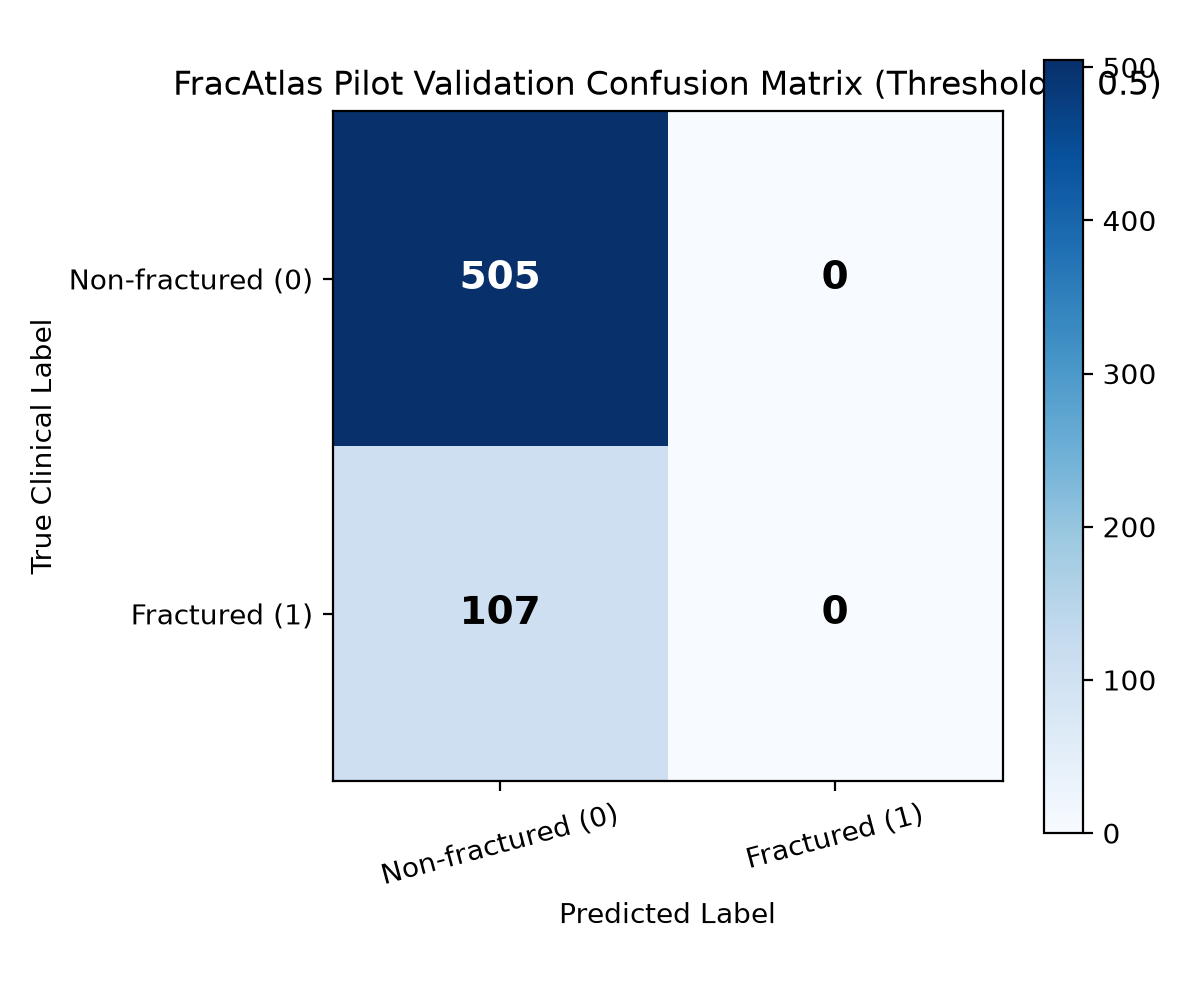 FracAtlas Pilot Validation Confusion Matrix (Threshold 0.5)
500
400
300
200
100
0
True Clinical Label
Non-fractured (0)
505
0
Fractured (1)
107
0
Non-fractured (0)
Fractured (1)
Predicted Label